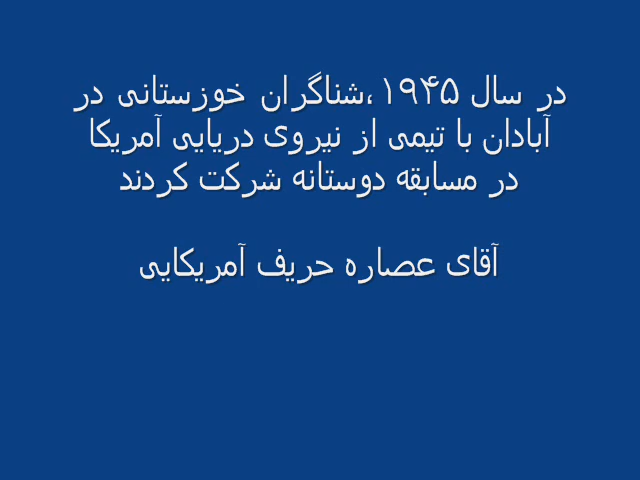 در سال ۱۹۴۵،شناگران خوزستانی در
آبادان با تیمی از نیروی دریایی آمریکا
در مسابقه دوستانه شرکت کردند
آقای عصاره حریف آمریکایی